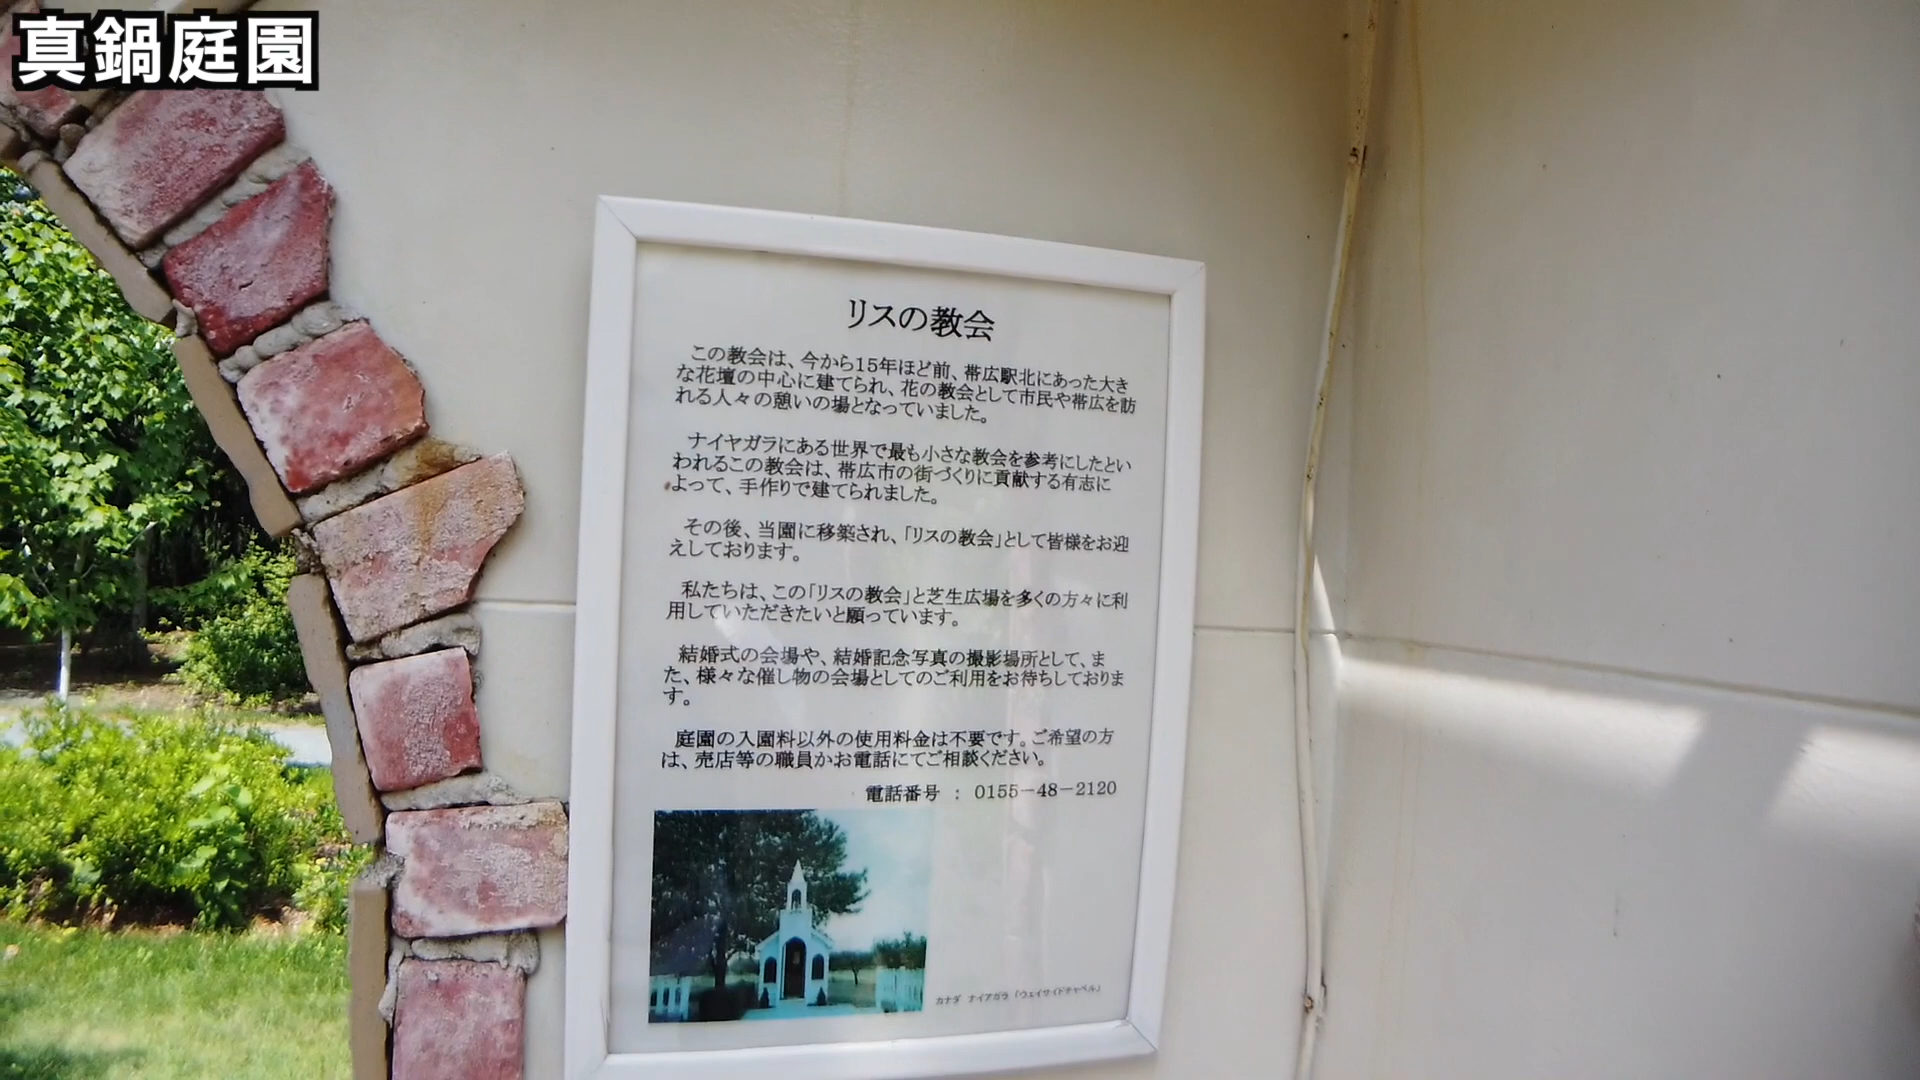 真鍋庭園
リスの教会
この教会は、今から15年ほど前、帯広駅北にあった大き
な花壇の中心に建てられ、花の教会として市民や帯広を訪
れる人々の憩いの場となっていました。
ナイヤガラにある世界で最も小さな教会を参考にしたとい
われるこの教会は、帯広市の街づくりに貢献する有志に
よって、手作りで建てられました。
その後、当園に移築され、「リスの教会」として皆様をお迎
えしております。
私たちは、この「リスの教会」と芝生広場を多くの方々に利
用していただきたいと願っています。
結婚式の会場や、結婚記念写真の撮影場所として、ま
た、様々な催し物の会場としてのご利用をお待ちしておりま
す。
庭園の入園料以外の使用料金は不要です。ご希望の方
は、売店等の職員かお電話にてご相談ください。
電話番号 : 0155-48-2120
カナダ ナイアガラ 「ウェイサイドチャペル」